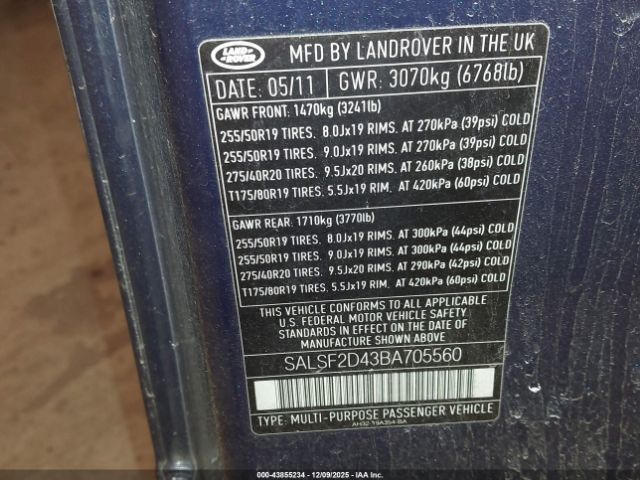 LAND
ROVER
MFD BY LANDROVER IN THE UK
DATE: 05/11 GWR: 3070kg (6768lb)
GAWR FRONT: 1470kg (3241lb)
255/50R19 TIRES. 8.0Jx19 RIMS. AT 270kPa (39psi) COLD
255/50R19 TIRES. 9.0Jx19 RIMS. AT 270kPa (39psi) COLD
275/40R20 TIRES. 9.5Jx20 RIMS. AT 260kPa (38psi) COLD
T175/80R19 TIRES. 5.5Jx19 RIM. AT 420kPa (60psi) COLD
GAWR REAR: 1710kg (3770lb)
255/50R19 TIRES. 8.0Jx19 RIMS. AT 300kPa (44psi) COLD
255/50R19 TIRES. 9.0Jx19 RIMS. AT 300kPa (44psi) COLD
275/40R20 TIRES. 9.5Jx20 RIMS. AT 290kPa (42psi) COLD
T175/80R19 TIRES. 5.5Jx19 RIM. AT 420kPa (60psi) COLD
THIS VEHICLE CONFORMS TO ALL APPLICABLE
U.S. FEDERAL MOTOR VEHICLE SAFETY
STANDARDS IN EFFECT ON THE DATE OF
MANUFACTURE SHOWN ABOVE.
SALSF2D43BA705560
TYPE: MULTI-PURPOSE PASSENGER VEHICLE
AH32-19A354-BA
000-43855234 - 12/09/2025 - IAA Inc.